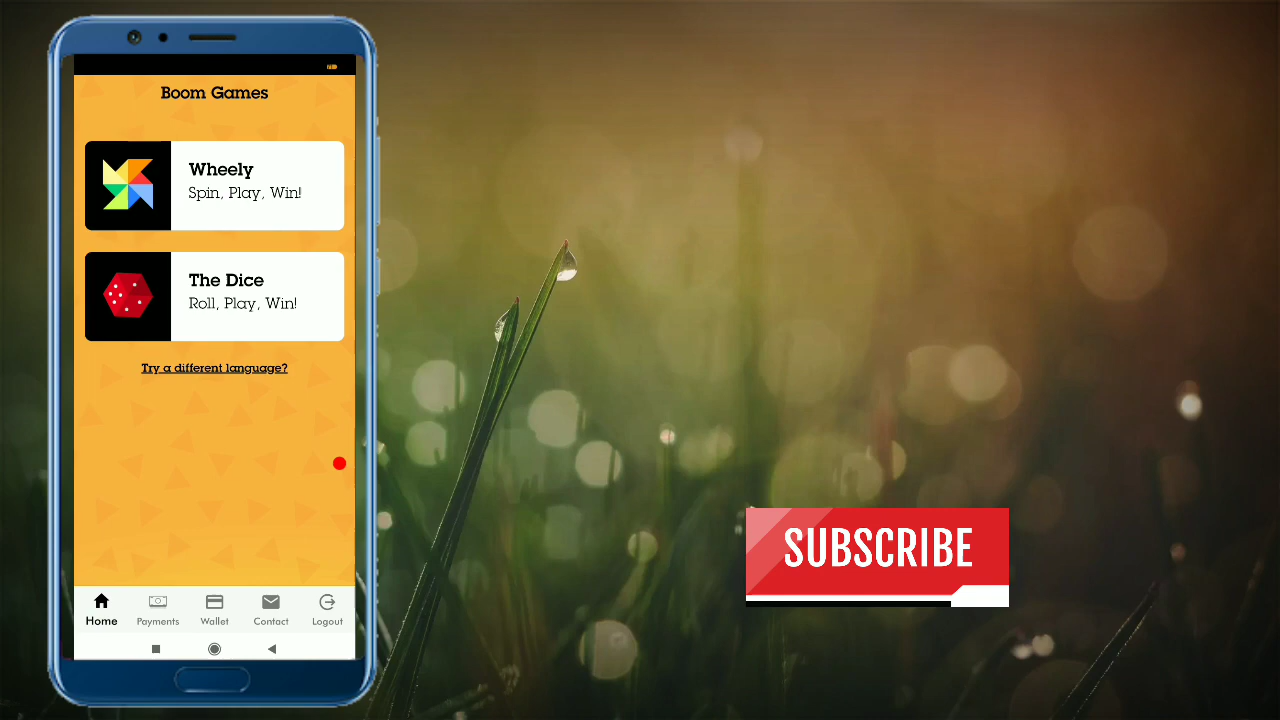 Boom Games
Wheely
Spin, Play, Win!
The Dice
Roll, Play, Win!
Try a different language?
Home
Payments
Wallet
Contact
Logout
SUBSCRIBE